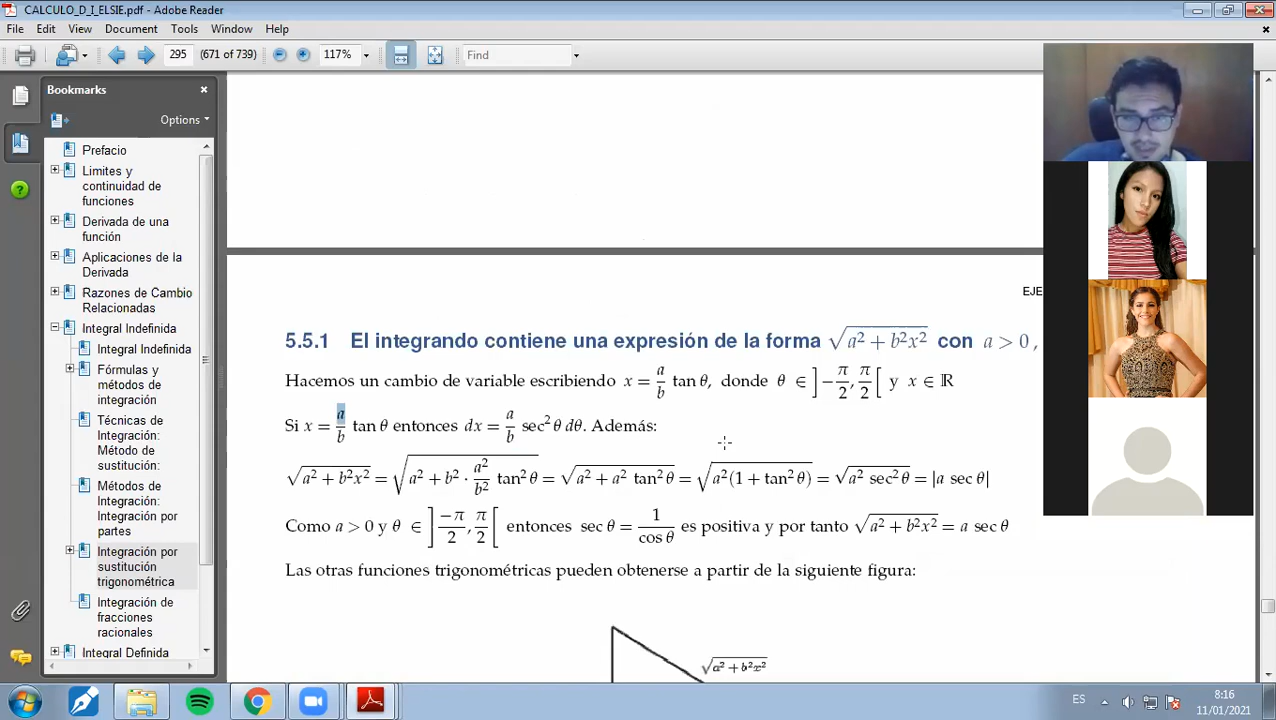 CALCULO_D_I_ELSIE.pdf - Adobe Reader
File Edit View Document Tools Window Help
295 (671 of 739) 117% Find
Bookmarks
Options
Prefacio
Limites y
continuidad de
funciones
Derivada de una
función
Aplicaciones de la
Derivada
Razones de Cambio
Relacionadas
Integral Indefinida
Integral Indefinida
Fórmulas y
métodos de
integración
Técnicas de
Integración:
Método de
sustitución:
Métodos de
Integración:
Integración por
partes
Integración por
sustitución
trigonométrica
Integración de
fracciones
racionales
Integral Definida
EJE
5.5.1 El integrando contiene una expresión de la forma √(a² + b²x²) con a > 0 ,
Hacemos un cambio de variable escribiendo x = a/b tan θ, donde θ ∈ ]−π/2, π/2[ y x ∈ ℝ
Si x = a/b tan θ entonces dx = a/b sec² θ dθ. Además:
√(a² + b²x²) = √(a² + b² · a²/b² tan² θ) = √(a² + a² tan² θ) = √(a²(1 + tan² θ)) = √(a² sec² θ) = |a sec θ|
Como a > 0 y θ ∈ ]−π/2, π/2[ entonces sec θ = 1/cos θ es positiva y por tanto √(a² + b²x²) = a sec θ
Las otras funciones trigonométricas pueden obtenerse a partir de la siguiente figura:
√(a² + b²x²)
ES
8:16
11/01/2021